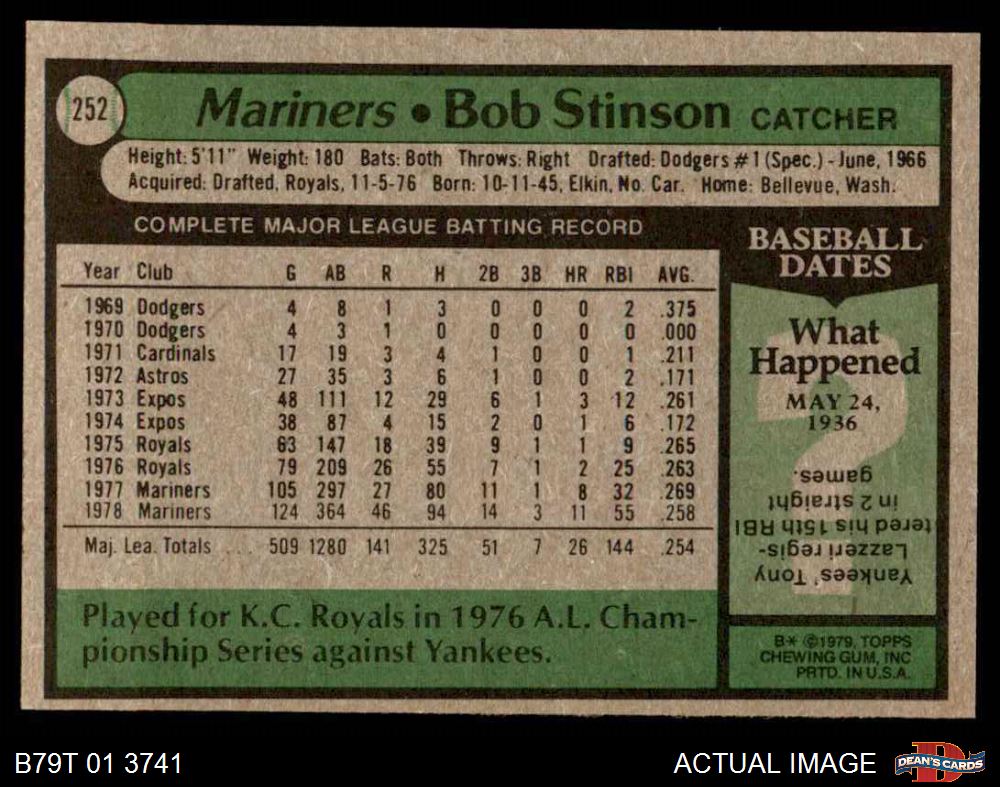 252
Mariners • Bob Stinson CATCHER
Height: 5'11" Weight: 180 Bats: Both Throws: Right Drafted: Dodgers #1 (Spec.) - June, 1966
Acquired: Drafted, Royals, 11-5-76 Born: 10-11-45, Elkin, No. Car. Home: Bellevue, Wash.
COMPLETE MAJOR LEAGUE BATTING RECORD
Year Club G AB R H 2B 3B HR RBI AVG.
1969 Dodgers 4 8 1 3 0 0 0 2 .375
1970 Dodgers 4 3 1 0 0 0 0 0 .000
1971 Cardinals 17 19 3 4 1 0 0 1 .211
1972 Astros 27 35 3 6 1 0 0 2 .171
1973 Expos 48 111 12 29 6 1 3 12 .261
1974 Expos 38 87 4 15 2 0 1 6 .172
1975 Royals 63 147 18 39 9 1 1 9 .265
1976 Royals 79 209 26 55 7 1 2 25 .263
1977 Mariners 105 297 27 80 11 1 8 32 .269
1978 Mariners 124 364 46 94 14 3 11 55 .258
Maj. Lea. Totals ... 509 1280 141 325 51 7 26 144 .254
Played for K.C. Royals in 1976 A.L. Cham-
pionship Series against Yankees.
BASEBALL
DATES
What
Happened
MAY 24,
1936
?
Yankees' Tony
Lazzeri regis-
tered his 15th RBI
in 2 straight
games.
B* ©1979, TOPPS
CHEWING GUM, INC
PRTD. IN U.S.A.
B79T 01 3741
ACTUAL IMAGE
DEAN'S CARDS